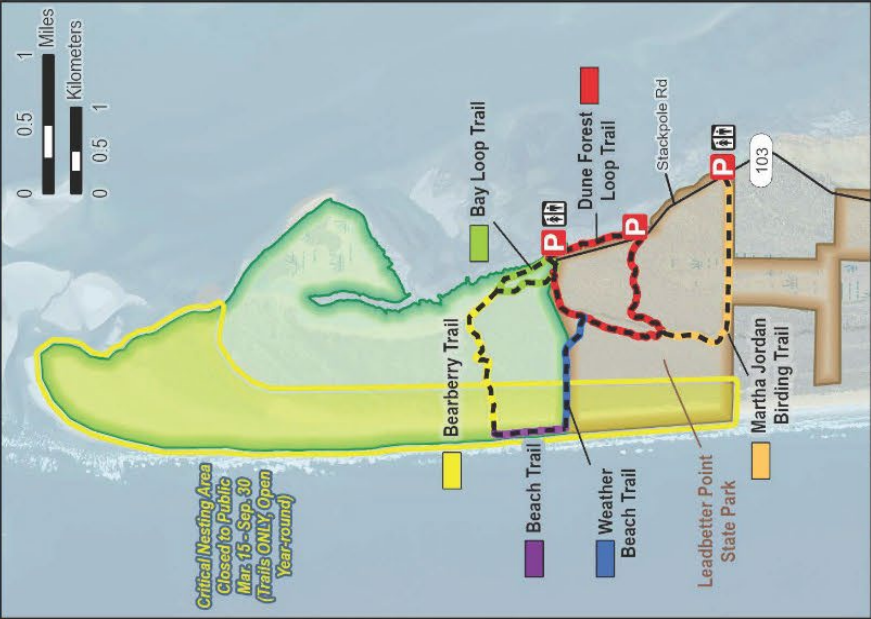 0 0.5 1
Miles
Kilometers
0 0.5 1
Critical Nesting Area
Closed to Public
Mar. 15 - Sep. 30
(Trails ONLY, Open
Year-round)
Bearberry Trail
Bay Loop Trail
P
Dune Forest
Loop Trail
P
Stackpole Rd
P
103
Beach Trail
Weather
Beach Trail
Leadbetter Point
State Park
Martha Jordan
Birding Trail